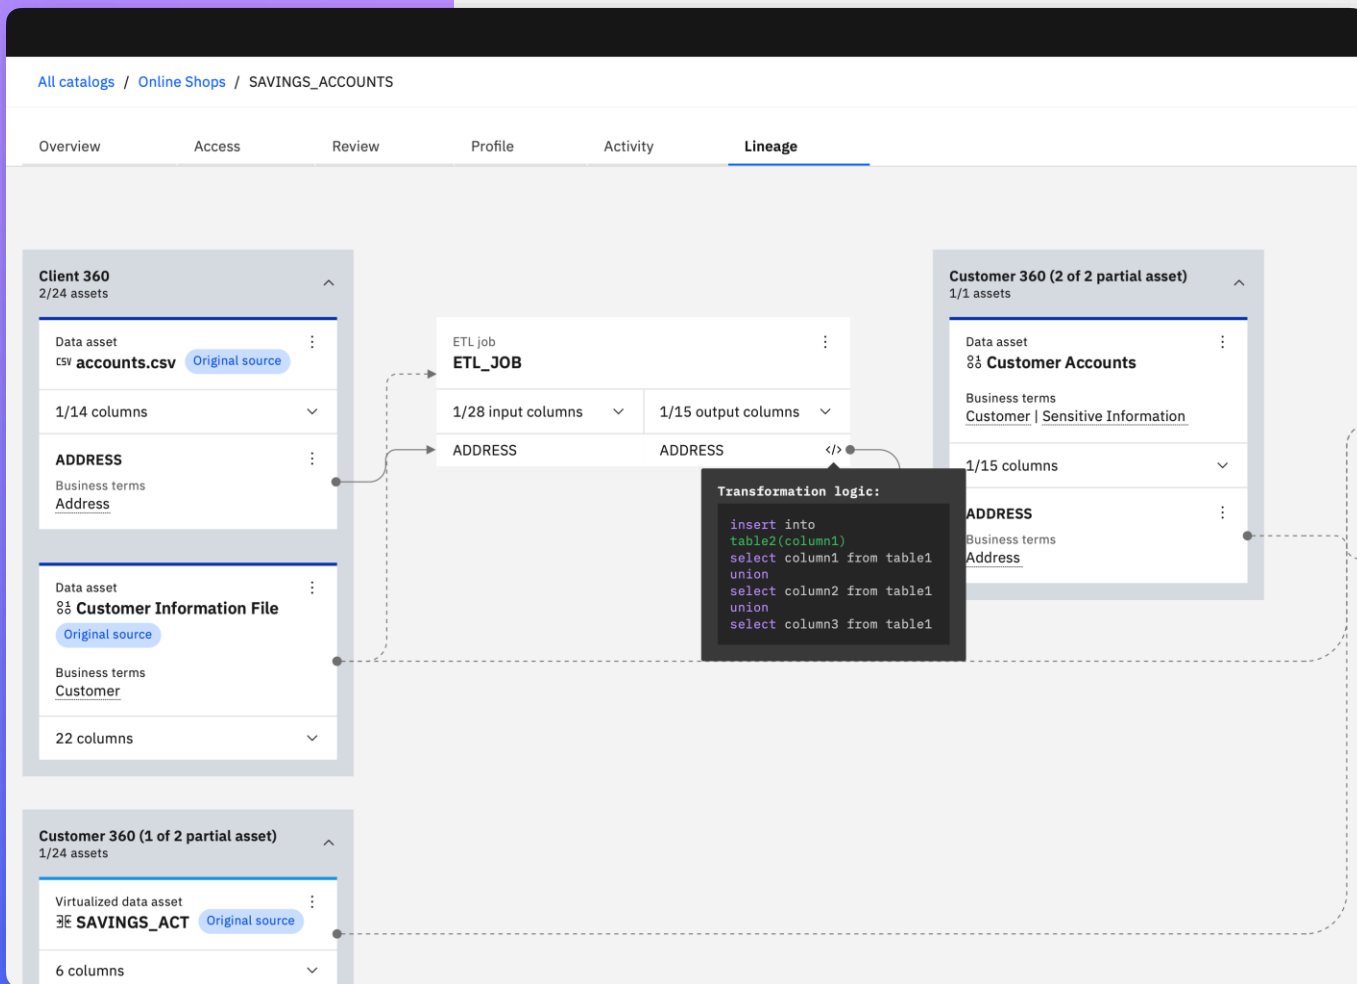 All catalogs / Online Shops / SAVINGS_ACCOUNTS
Overview Access Review Profile Activity Lineage
Client 360
2/24 assets
Data asset
CSV accounts.csv Original source
1/14 columns
ADDRESS
Business terms
Address
Data asset
Customer Information File
Original source
Business terms
Customer
22 columns
Customer 360 (1 of 2 partial asset)
1/24 assets
Virtualized data asset
SAVINGS_ACT Original source
6 columns
ETL job
ETL_JOB
1/28 input columns 1/15 output columns
ADDRESS ADDRESS </>
Transformation logic:
insert into
table2(column1)
select column1 from table1
union
select column2 from table1
union
select column3 from table1
Customer 360 (2 of 2 partial asset)
1/1 assets
Data asset
Customer Accounts
Business terms
Customer | Sensitive Information
1/15 columns
ADDRESS
Business terms
Address